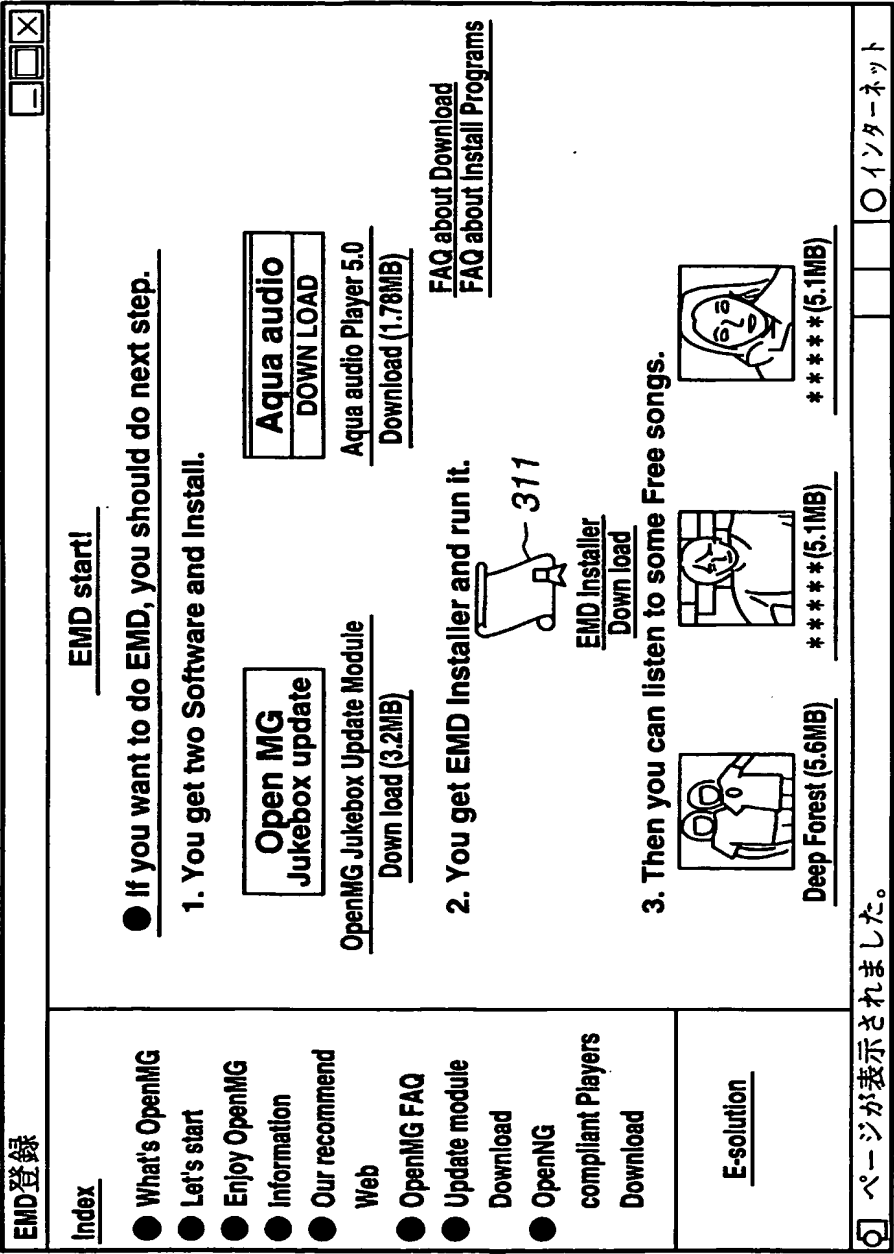 EMD登録
Index
What's OpenMG
Let's start
Enjoy OpenMG
Information
Our recommend
Web
OpenMG FAQ
Update module
Download
OpenNG
compliant Players
Download
E-solution
EMD start!
If you want to do EMD, you should do next step.
1. You get two Software and Install.
Open MG
Jukebox update
OpenMG Jukebox Update Module
Down load (3.2MB)
Aqua audio
DOWN LOAD
Aqua audio Player 5.0
Download (1.78MB)
FAQ about Download
FAQ about Install Programs
2. You get EMD Installer and run it.
311
EMD Installer
Down load
3. Then you can listen to some Free songs.
Deep Forest (5.6MB)
*****(5.1MB)
*****(5.1MB)
ページが表示されました。
インターネット